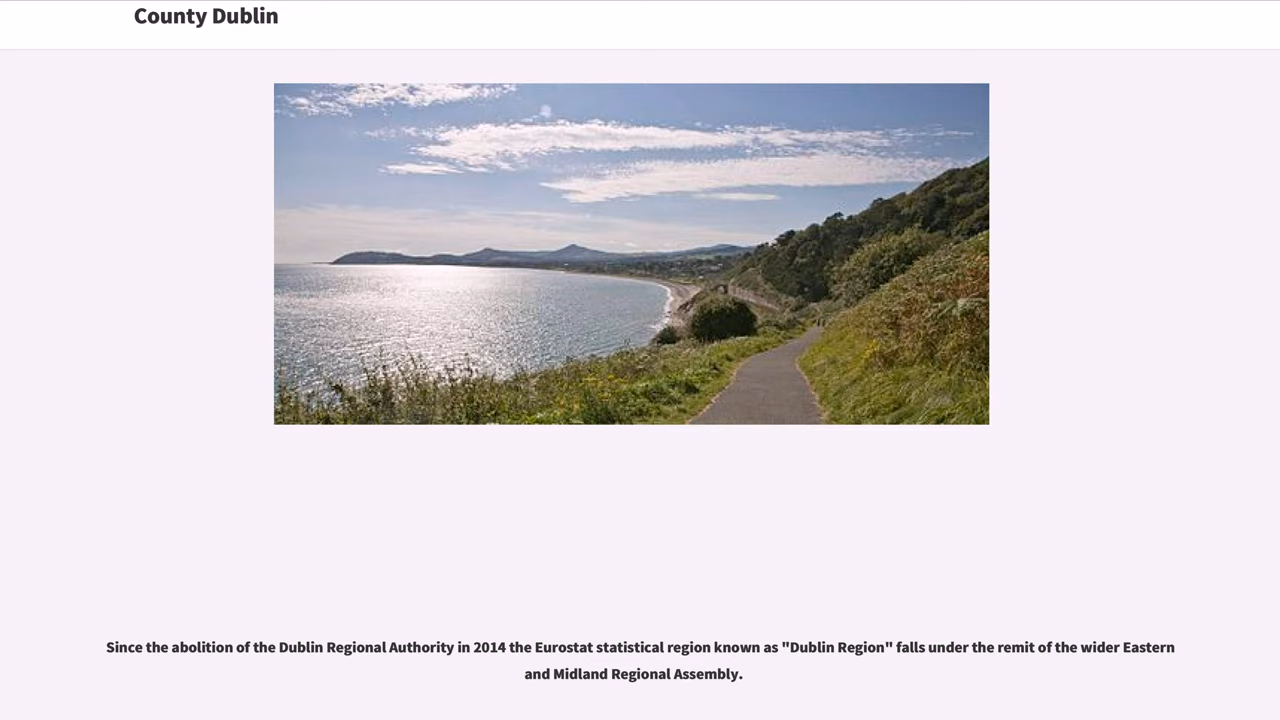 County Dublin
Since the abolition of the Dublin Regional Authority in 2014 the Eurostat statistical region known as "Dublin Region" falls under the remit of the wider Eastern
and Midland Regional Assembly.